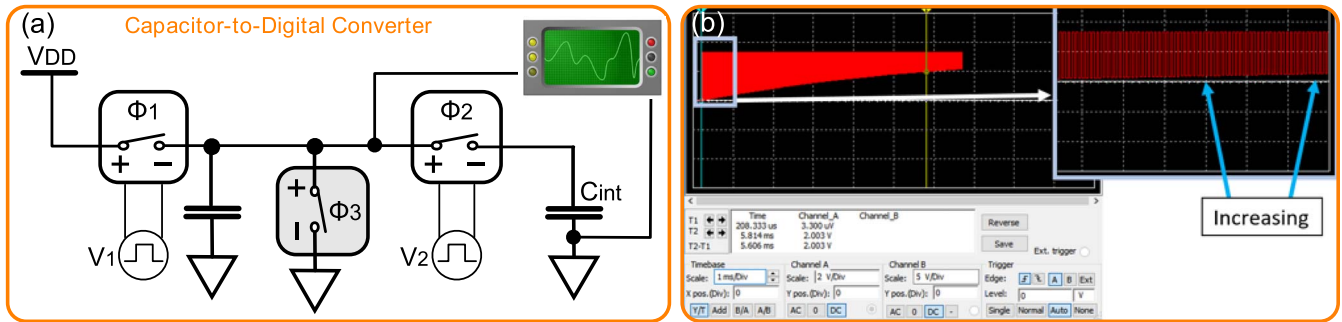 (a)
Capacitor-to-Digital Converter
VDD
Φ1
+ −
Φ2
+ −
+
Φ3
Cint
V1
V2
(b)
Increasing
T1
T2
T2-T1
Time Channel_A Channel_B
208.333 us 3.300 uV
5.814 ms 2.003 V
5.606 ms 2.003 V
Reverse
Save
Ext. trigger
Timebase
Scale: 1 ms/Div
X pos.(Div): 0
Y/T Add B/A A/B
Channel A
Scale: 2 V/Div
Y pos.(Div): 0
AC 0 DC
Channel B
Scale: 5 V/Div
Y pos.(Div): 0
AC 0 DC -
Trigger
Edge: A B Ext
Level: 0 V
Single Normal Auto None